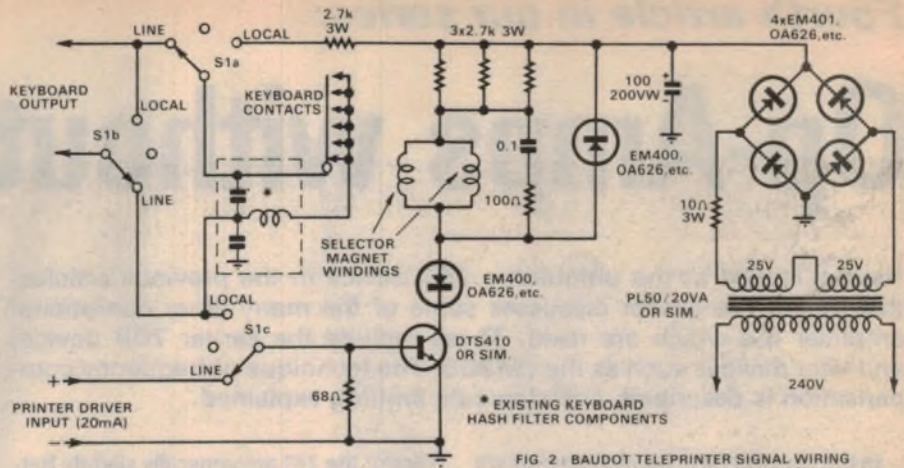 LINE
LOCAL
2.7k
3W
3x2.7k 3W
4xEM401,
OA626,etc.
KEYBOARD
OUTPUT
S1a
LOCAL
S1b
LINE
KEYBOARD
CONTACTS
*
0.1
100Ω
100
200VW
+
EM400,
OA626,etc.
10Ω
3W
25V
25V
PL50/20VA
OR SIM.
240V
SELECTOR
MAGNET
WINDINGS
EM400,
OA626,etc.
LOCAL
S1c
LINE
+
PRINTER DRIVER
INPUT (20mA)
68Ω
DTS410
OR SIM.
* EXISTING KEYBOARD
HASH FILTER COMPONENTS
FIG. 2 BAUDOT TELEPRINTER SIGNAL WIRING